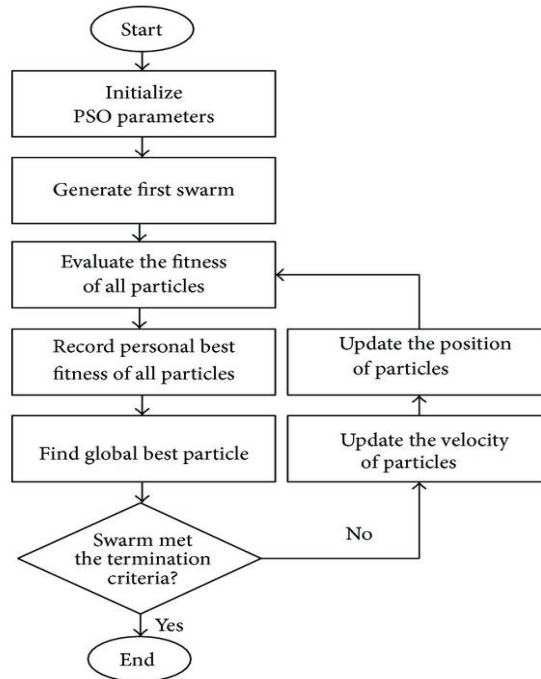 Start
Initialize
PSO parameters
Generate first swarm
Evaluate the fitness
of all particles
Record personal best
fitness of all particles
Find global best particle
Swarm met
the termination
criteria?
No
Update the velocity
of particles
Update the position
of particles
Yes
End